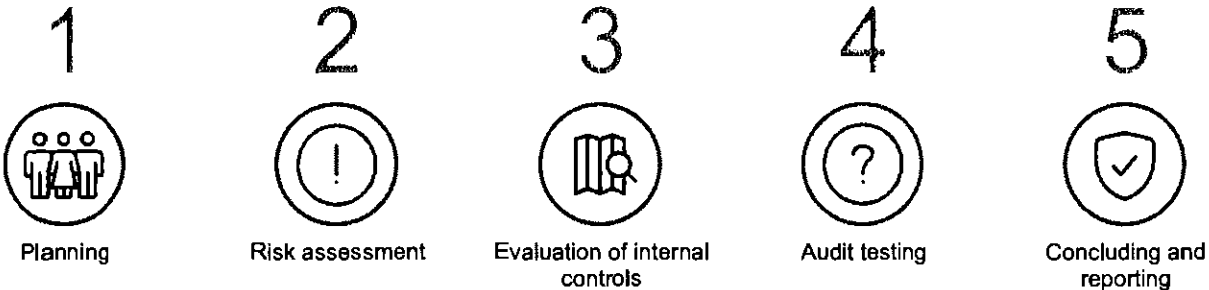 1
2
3
4
5
!
?
Planning
Risk assessment
Evaluation of internal
controls
Audit testing
Concluding and
reporting